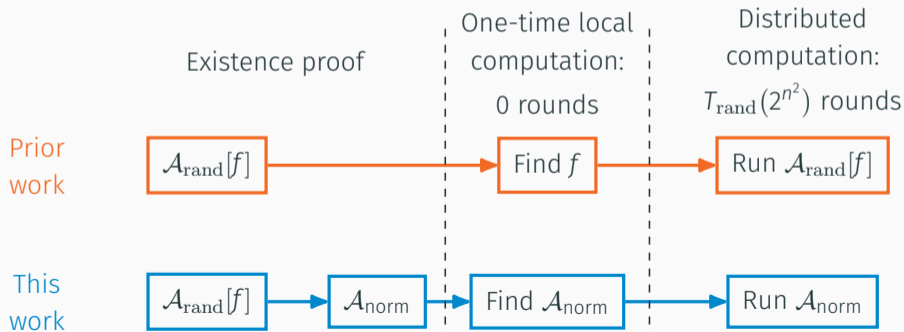 Existence proof
One-time local
computation:
0 rounds
Distributed
computation:
T_rand(2^{n^2}) rounds
Prior
work
𝒜_rand[f]
Find f
Run 𝒜_rand[f]
This
work
𝒜_rand[f]
𝒜_norm
Find 𝒜_norm
Run 𝒜_norm